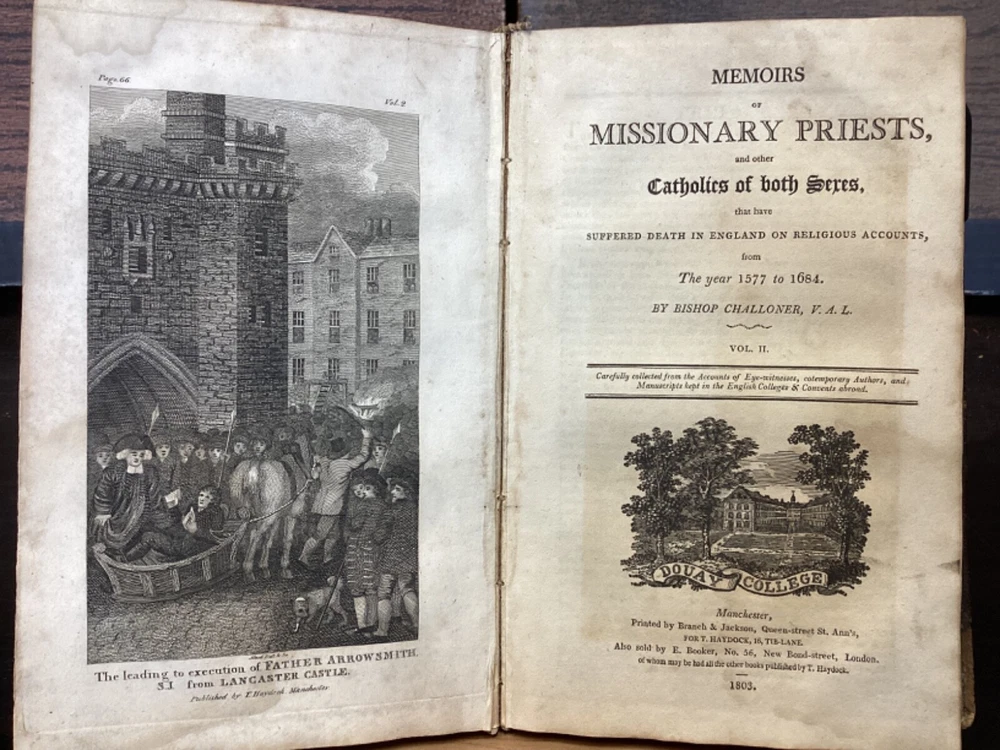 Page. 66.
Vol. 2
The leading to execution of FATHER ARROWSMITH.
S I from LANCASTER CASTLE.
Published by T. Haydock Manchester
MEMOIRS
OF
MISSIONARY PRIESTS,
and other
Catholics of both Sexes,
that have
SUFFERED DEATH IN ENGLAND ON RELIGIOUS ACCOUNTS,
from
The year 1577 to 1684.
BY BISHOP CHALLONER, V. A. L.
VOL. II.
Carefully collected from the Accounts of Eye-witnesses, cotemporary Authors, and
Manuscripts kept in the English Colleges & Convents abroad.
DOUAY COLLEGE
Manchester,
Printed by Branch & Jackson, Queen-street St. Ann's,
FOR T. HAYDOCK, 16, TIB-LANE.
Also sold by E. Booker, No. 56, New Bond-street, London.
of whom may be had all the other books published by T. Haydock.
1803.